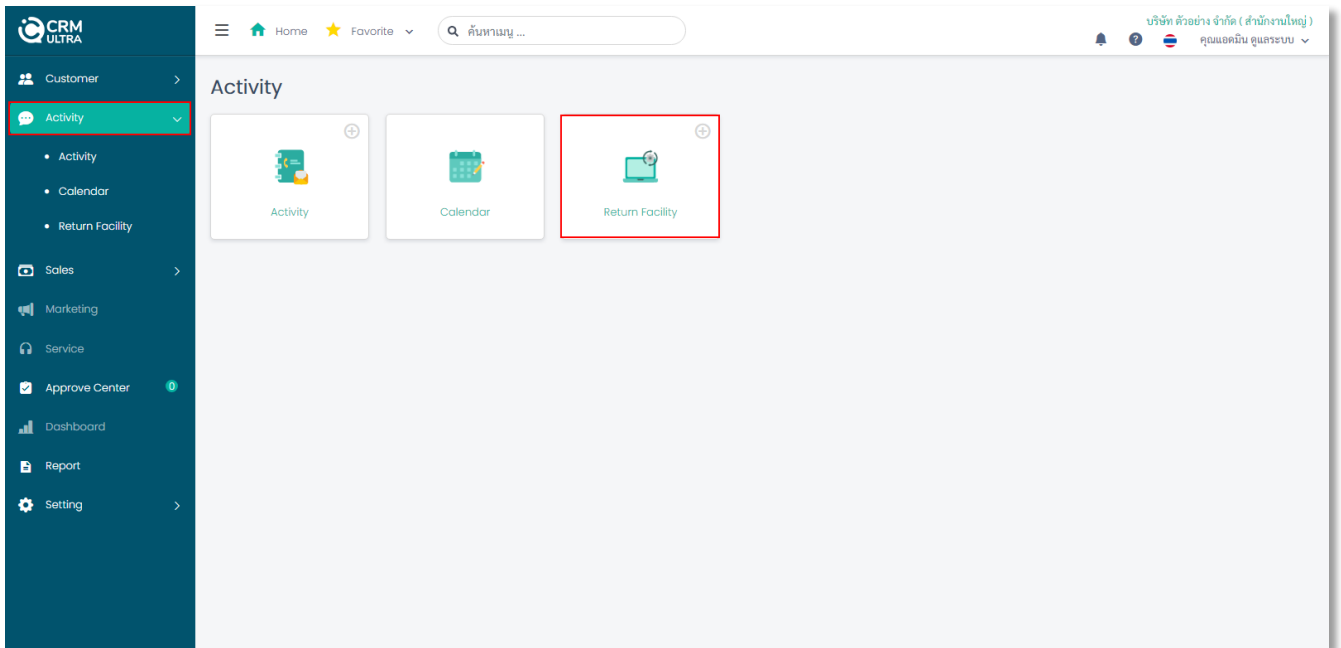 CRM
ULTRA
Home
Favorite
ค้นหาเมนู ...
บริษัท ตัวอย่าง จำกัด ( สำนักงานใหญ่ )
คุณแอดมิน ดูแลระบบ
Customer
Activity
Activity
Calendar
Return Facility
Sales
Marketing
Service
Approve Center 0
Dashboard
Report
Setting
Activity
Activity
Calendar
Return Facility